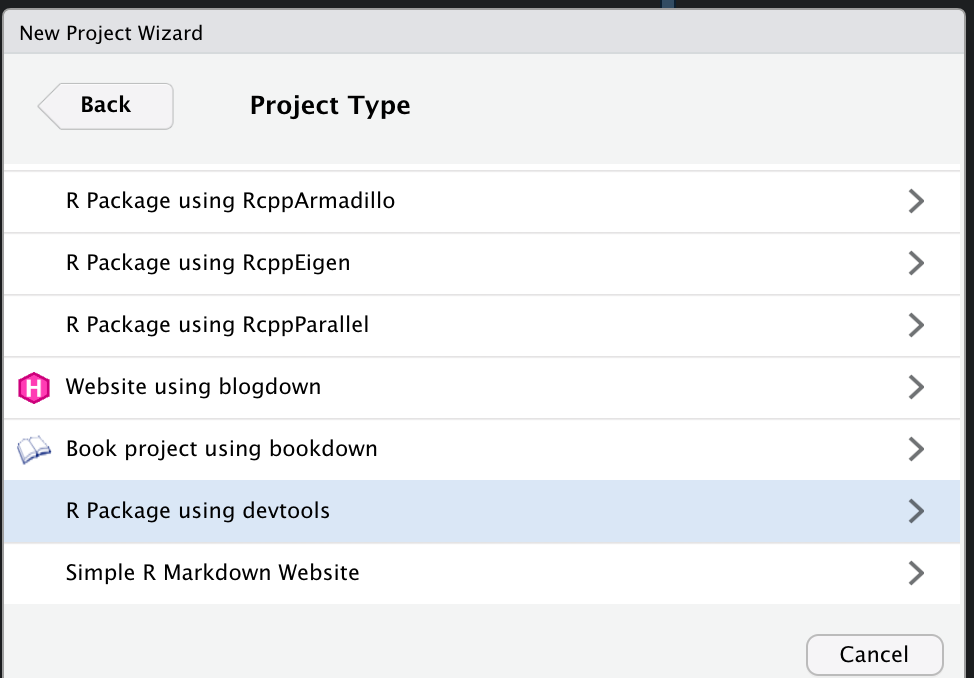 New Project Wizard
Back
Project Type
R Package using RcppArmadillo
R Package using RcppEigen
R Package using RcppParallel
H Website using blogdown
Book project using bookdown
R Package using devtools
Simple R Markdown Website
Cancel